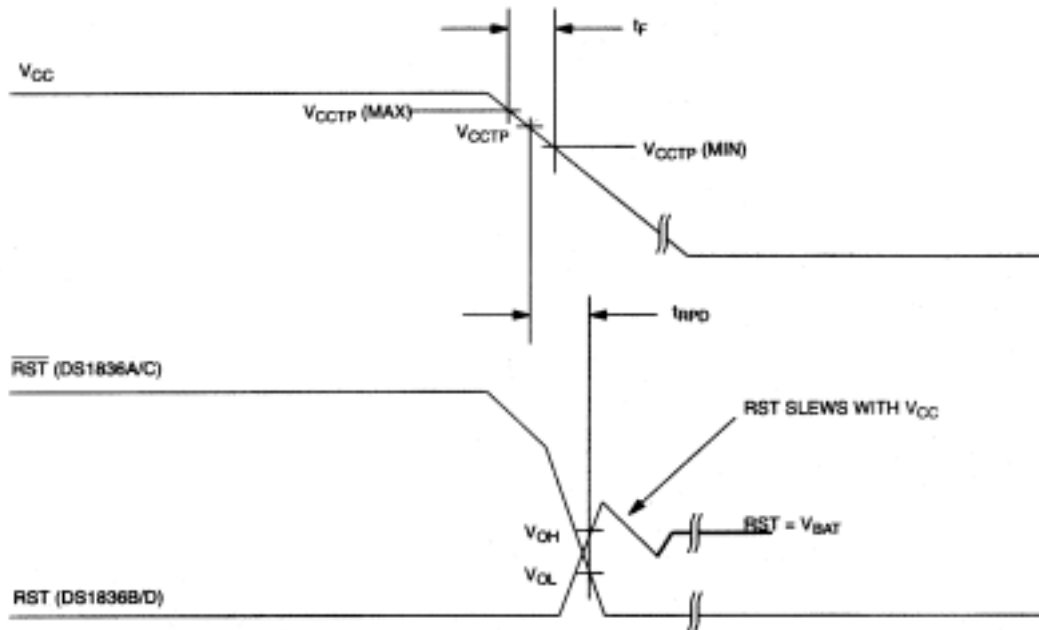 tF
VCC
VCCTP (MAX)
VCCTP
VCCTP (MIN)
tRPD
RST (DS1836A/C)
RST SLEWS WITH VCC
VOH
RST = VBAT
VOL
RST (DS1836B/D)